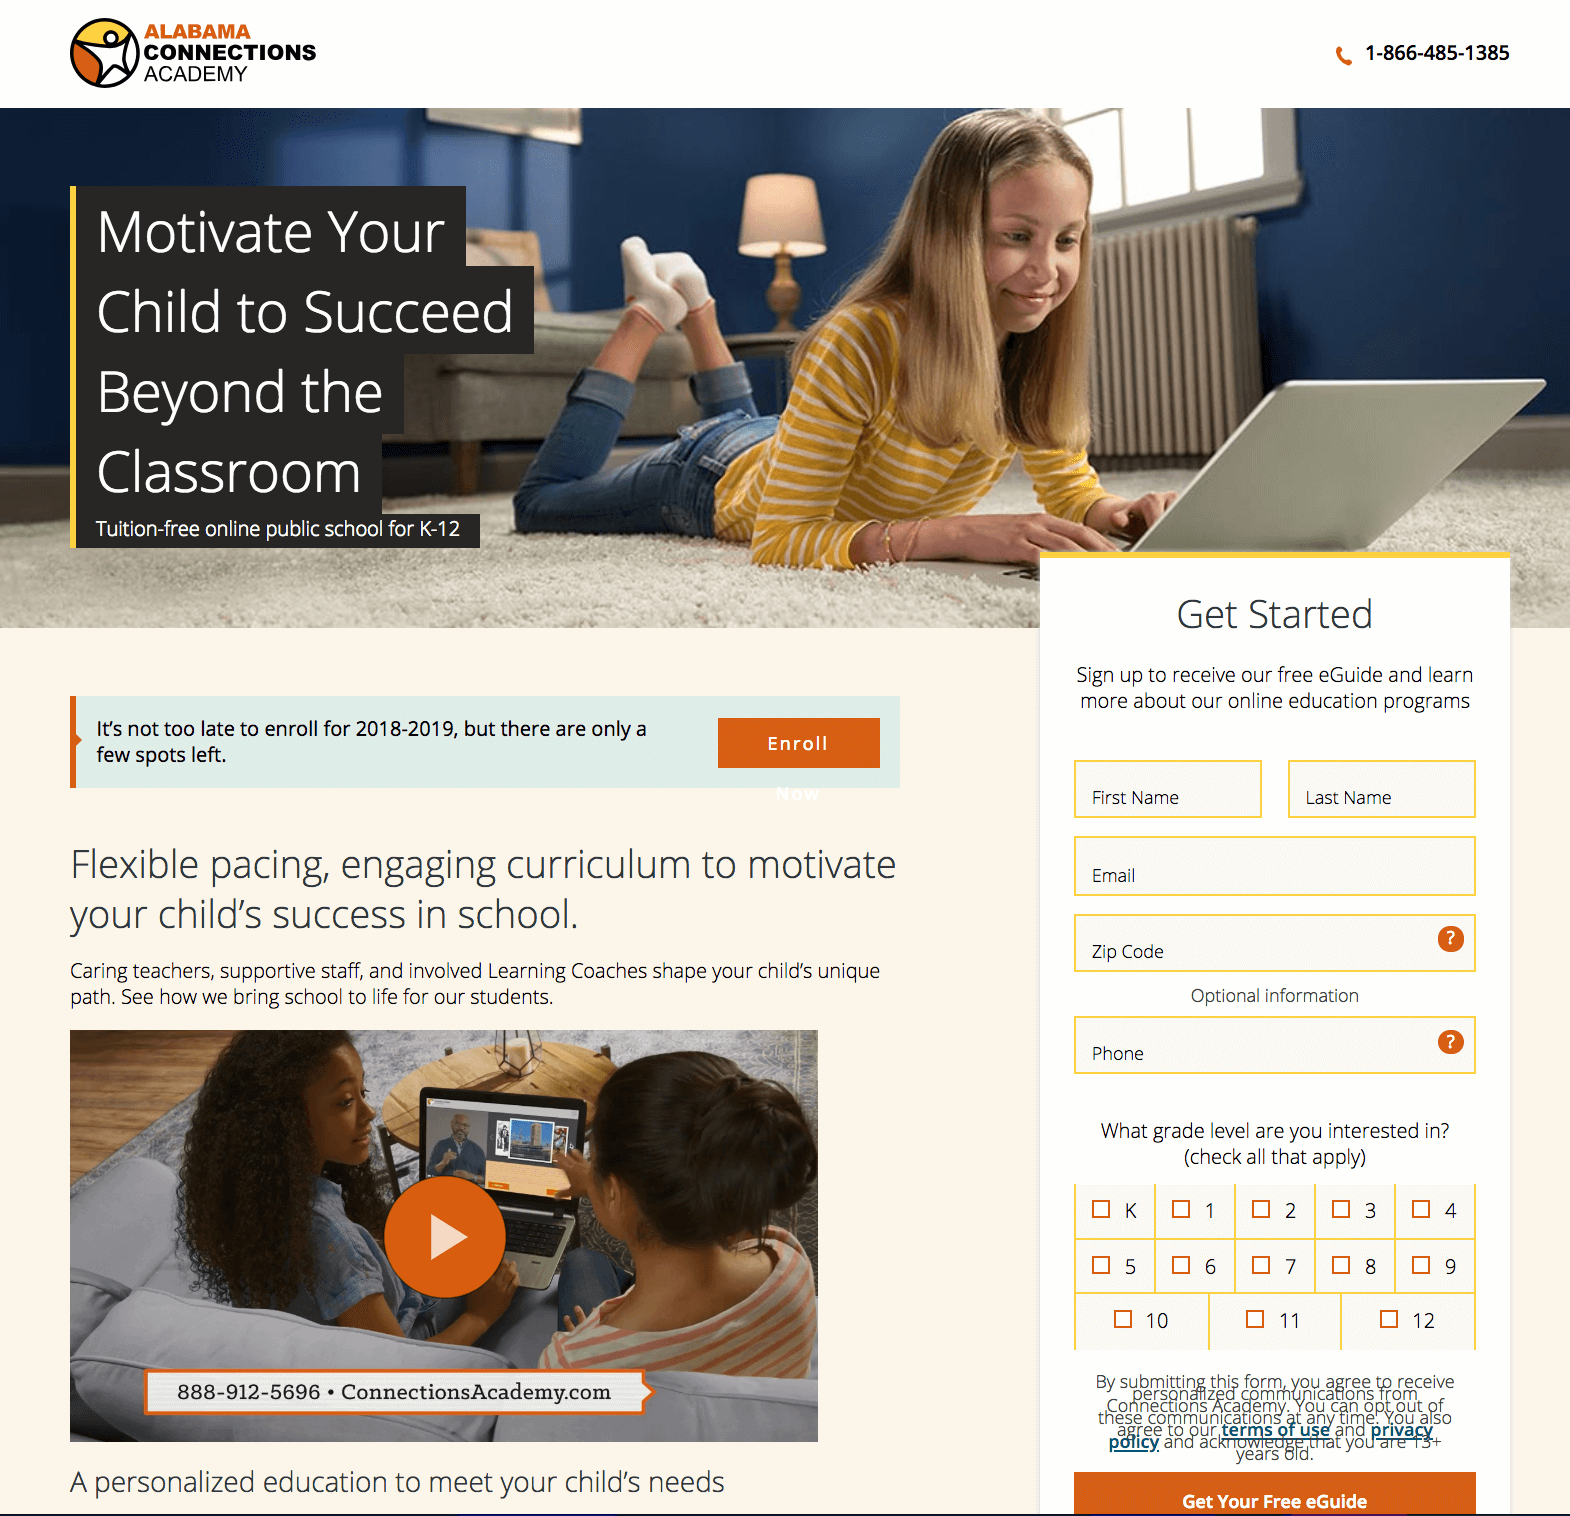 ALABAMA
CONNECTIONS
ACADEMY
1-866-485-1385
Motivate Your
Child to Succeed
Beyond the
Classroom
Tuition-free online public school for K-12
Get Started
Sign up to receive our free eGuide and learn
more about our online education programs
First Name
Last Name
Email
Zip Code
?
Optional information
Phone
?
What grade level are you interested in?
(check all that apply)
K 1 2 3 4
5 6 7 8 9
10 11 12
By submitting this form, you agree to receive
personalized communications from
Connections Academy. You can opt out of
these communications at any time. You also
agree to our terms of use and privacy
policy and acknowledge that you are 13+
years old.
Get Your Free eGuide
It’s not too late to enroll for 2018-2019, but there are only a
few spots left.
Enroll
Now
Flexible pacing, engaging curriculum to motivate
your child’s success in school.
Caring teachers, supportive staff, and involved Learning Coaches shape your child’s unique
path. See how we bring school to life for our students.
888-912-5696 • ConnectionsAcademy.com
A personalized education to meet your child’s needs